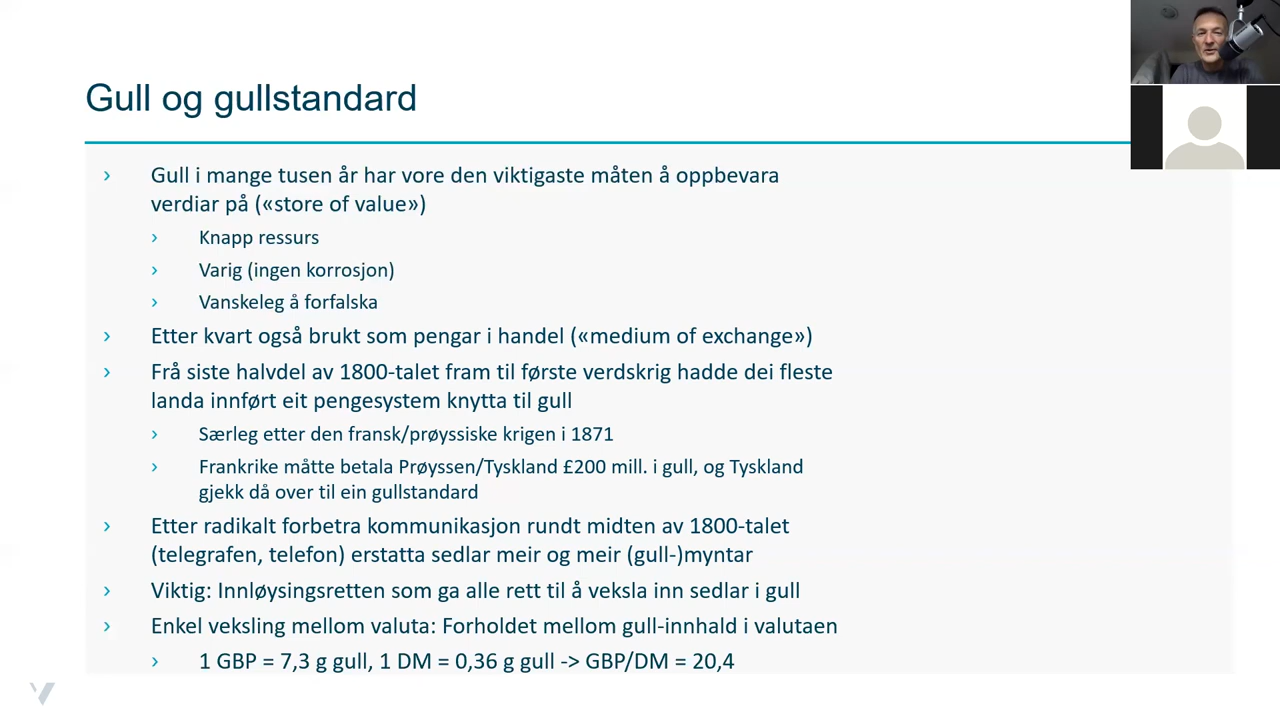 Gull og gullstandard
› Gull i mange tusen år har vore den viktigaste måten å oppbevara
verdiar på («store of value»)
› Knapp ressurs
› Varig (ingen korrosjon)
› Vanskeleg å forfalska
› Etter kvart også brukt som pengar i handel («medium of exchange»)
› Frå siste halvdel av 1800-talet fram til første verdskrig hadde dei fleste
landa innført eit pengesystem knytta til gull
› Særleg etter den fransk/prøyssiske krigen i 1871
› Frankrike måtte betala Prøyssen/Tyskland £200 mill. i gull, og Tyskland
gjekk då over til ein gullstandard
› Etter radikalt forbetra kommunikasjon rundt midten av 1800-talet
(telegrafen, telefon) erstatta sedlar meir og meir (gull-)myntar
› Viktig: Innløysingsretten som ga alle rett til å veksla inn sedlar i gull
› Enkel veksling mellom valuta: Forholdet mellom gull-innhald i valutaen
› 1 GBP = 7,3 g gull, 1 DM = 0,36 g gull -> GBP/DM = 20,4